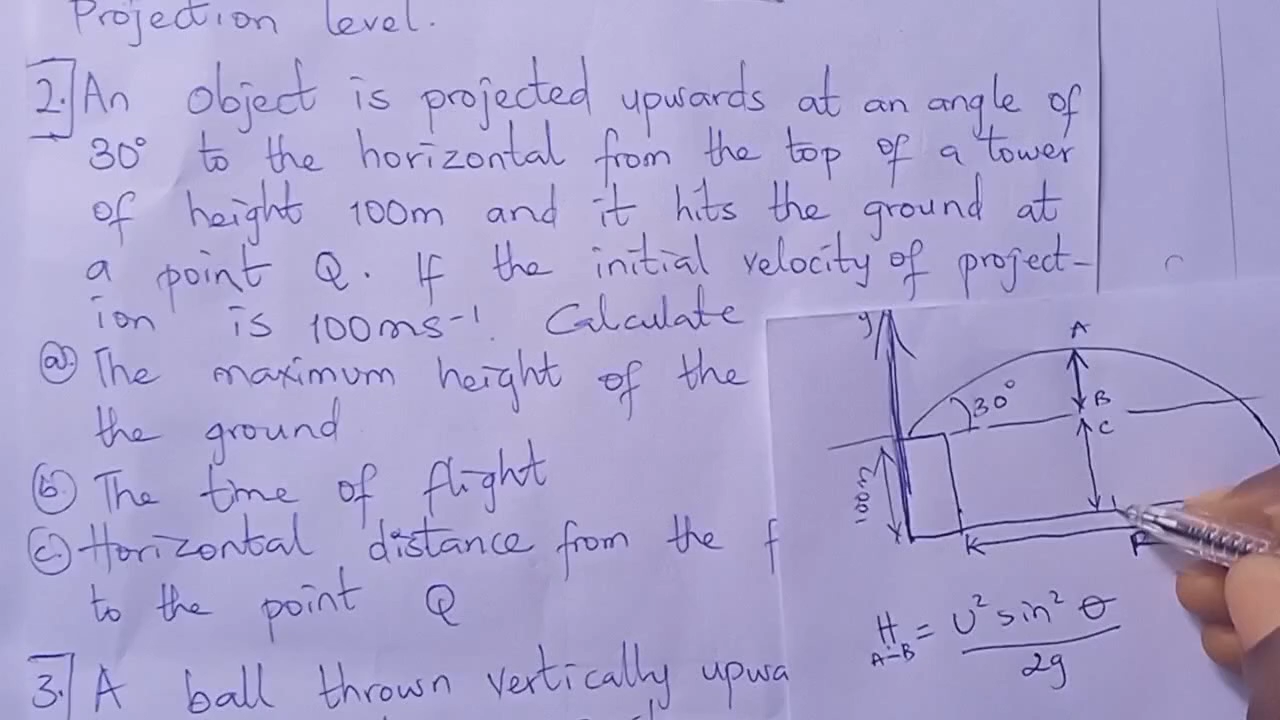 Projection level.
2. An object is projected upwards at an angle of
30° to the horizontal from the top of a tower
of height 100m and it hits the ground at
a point Q. If the initial velocity of project-
ion is 100ms⁻¹. Calculate
(a) The maximum height of the
the ground
(b) The time of flight
(c) Horizontal distance from the f
to the point Q
3. A ball thrown vertically upwa
y
A
30°
B
C
100m
K
R
H A-B = U² sin² θ
2g